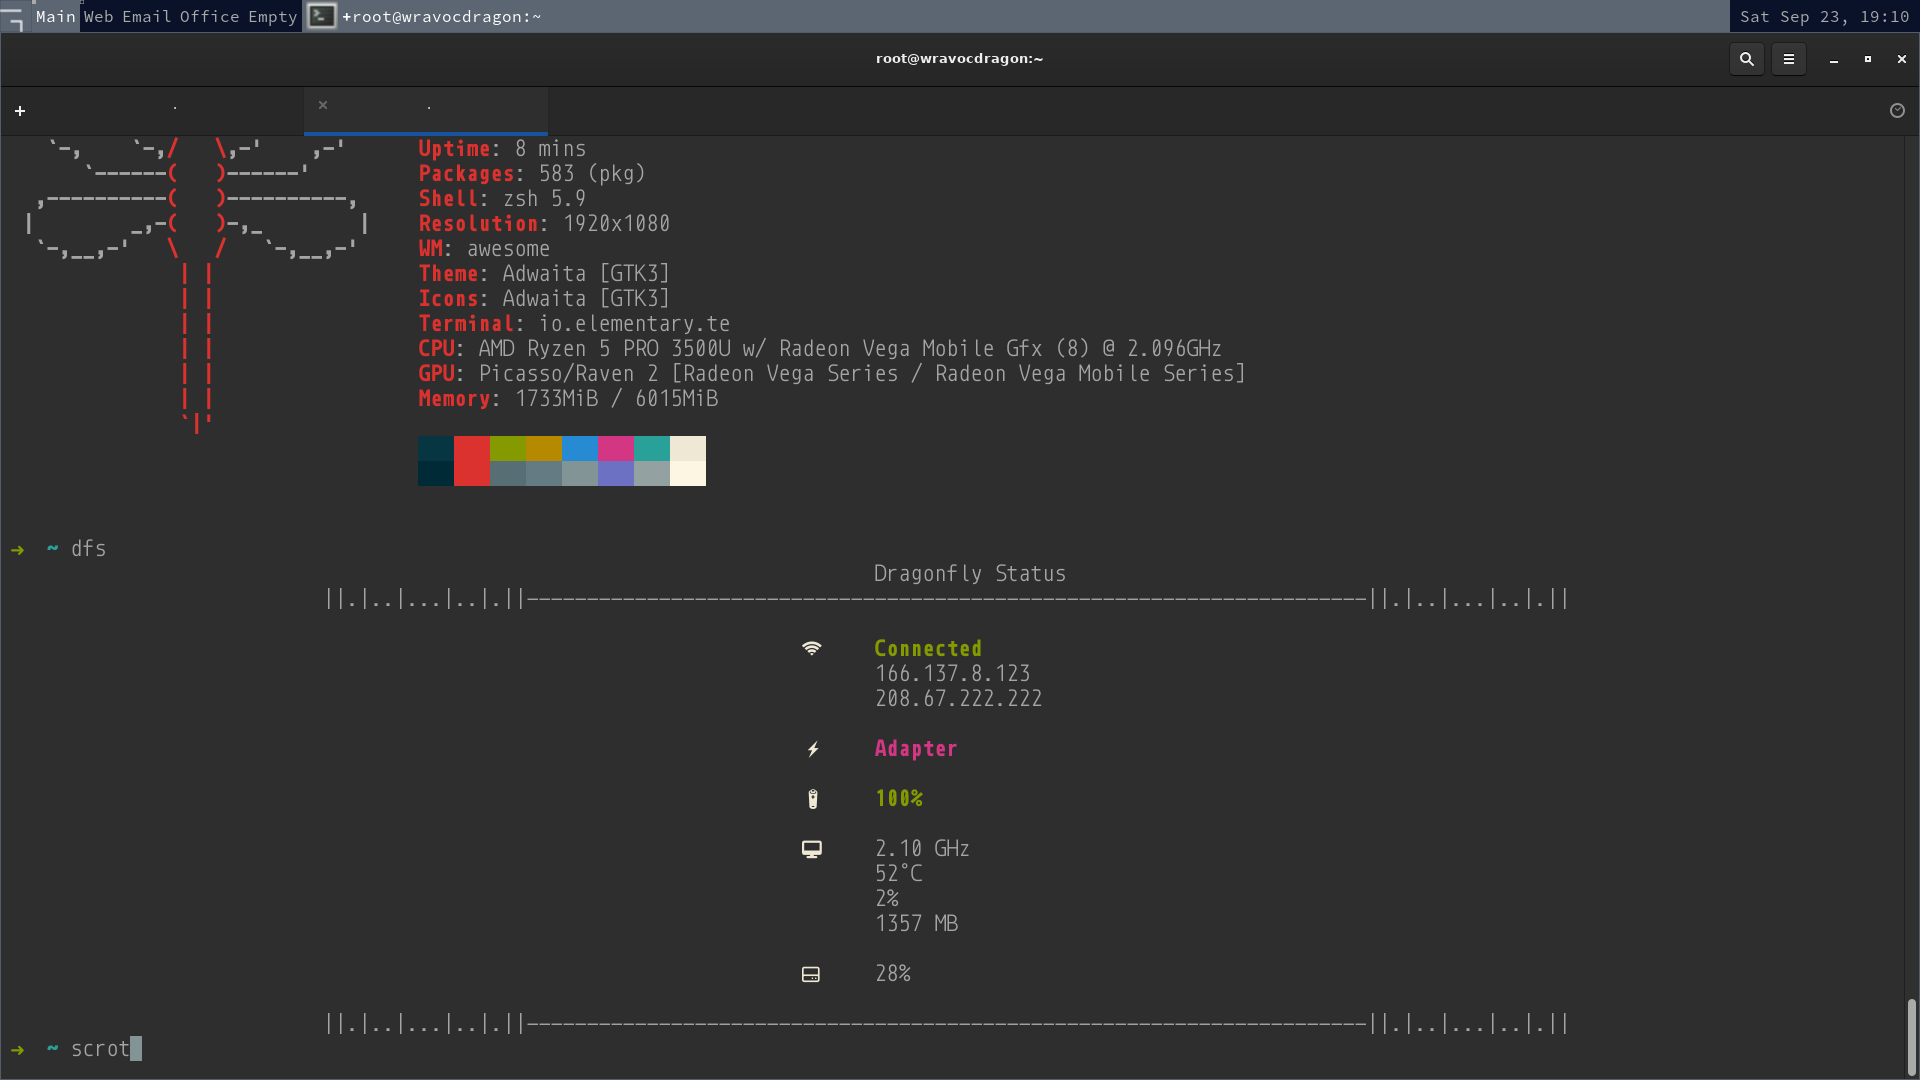 Main Web Email Office Empty +root@wravocdragon:~ Sat Sep 23, 19:10
root@wravocdragon:~
Uptime: 8 mins
Packages: 583 (pkg)
Shell: zsh 5.9
Resolution: 1920x1080
WM: awesome
Theme: Adwaita [GTK3]
Icons: Adwaita [GTK3]
Terminal: io.elementary.te
CPU: AMD Ryzen 5 PRO 3500U w/ Radeon Vega Mobile Gfx (8) @ 2.096GHz
GPU: Picasso/Raven 2 [Radeon Vega Series / Radeon Vega Mobile Series]
Memory: 1733MiB / 6015MiB
➜ ~ dfs
Dragonfly Status
||.|..|...|..|.||----------------------------------------------------------------------||.|..|...|..|.||
Connected
166.137.8.123
208.67.222.222
Adapter
100%
2.10 GHz
52°C
2%
1357 MB
28%
||.|..|...|..|.||----------------------------------------------------------------------||.|..|...|..|.||
➜ ~ scrot